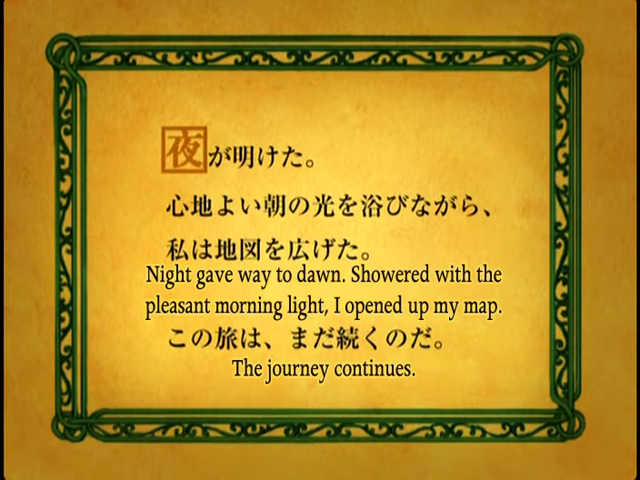 夜が明けた。
心地よい朝の光を浴びながら、
私は地図を広げた。
Night gave way to dawn. Showered with the
pleasant morning light, I opened up my map.
この旅は、まだ続くのだ。
The journey continues.